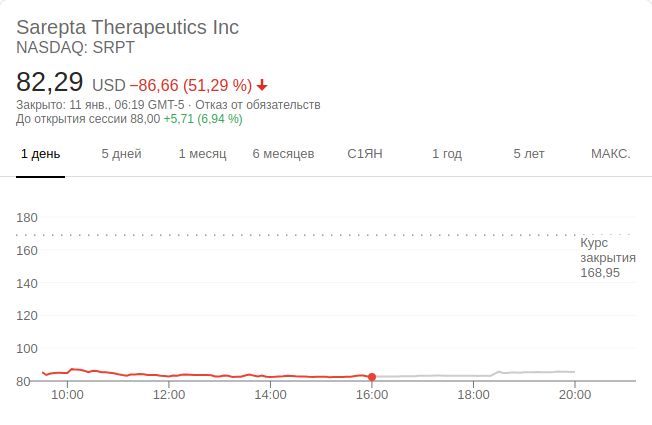 Sarepta Therapeutics Inc
NASDAQ: SRPT
82,29 USD −86,66 (51,29 %)
Закрыто: 11 янв., 06:19 GMT-5 · Отказ от обязательств
До открытия сессии 88,00 +5,71 (6,94 %)
1 день 5 дней 1 месяц 6 месяцев С1ЯН 1 год 5 лет МАКС.
180
Курс
закрытия
168,95
160
140
120
100
80
10:00 12:00 14:00 16:00 18:00 20:00